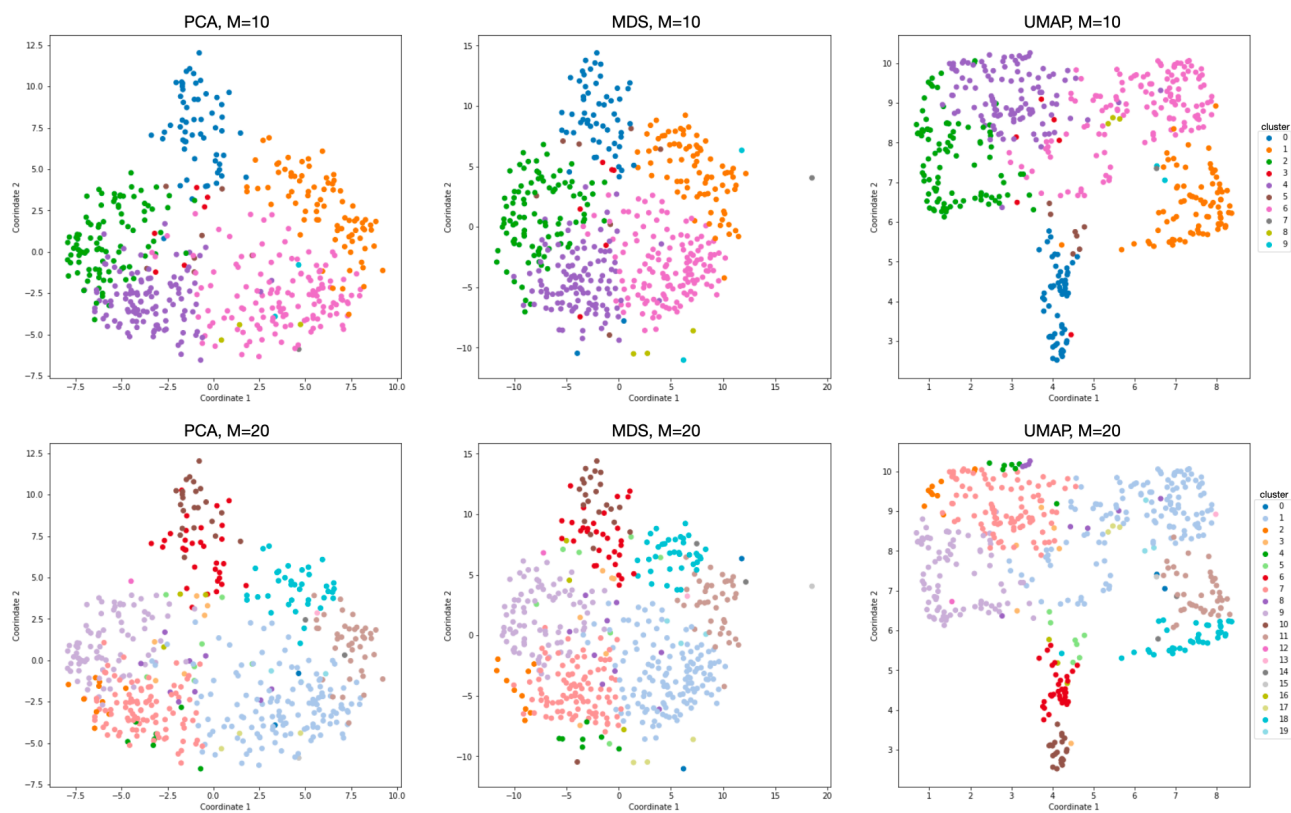 PCA, M=10
12.5
10.0
7.5
5.0
2.5
0.0
−2.5
−5.0
−7.5
Coorindate 2
−7.5 −5.0 −2.5 0.0 2.5 5.0 7.5 10.0
Coordinate 1
MDS, M=10
15
10
5
0
−5
−10
Coorindate 2
−10 −5 0 5 10 15 20
Coordinate 1
UMAP, M=10
10
9
8
7
6
5
4
3
Coorindate 2
1 2 3 4 5 6 7 8
Coordinate 1
cluster
0
1
2
3
4
5
6
7
8
9
PCA, M=20
12.5
10.0
7.5
5.0
2.5
0.0
−2.5
−5.0
−7.5
Coorindate 2
−7.5 −5.0 −2.5 0.0 2.5 5.0 7.5 10.0
Coordinate 1
MDS, M=20
15
10
5
0
−5
−10
Coorindate 2
−10 −5 0 5 10 15 20
Coordinate 1
UMAP, M=20
10
9
8
7
6
5
4
3
Coorindate 2
1 2 3 4 5 6 7 8
Coordinate 1
cluster
0
1
2
3
4
5
6
7
8
9
10
11
12
13
14
15
16
17
18
19